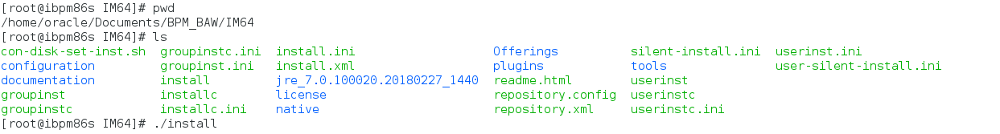 [root@ibpm86s IM64]# pwd
/home/oracle/Documents/BPM_BAW/IM64
[root@ibpm86s IM64]# ls
con-disk-set-inst.sh groupinstc.ini install.ini Offerings silent-install.ini userinst.ini
configuration groupinst.ini install.xml plugins tools user-silent-install.ini
documentation install jre_7.0.100020.20180227_1440 readme.html userinst
groupinst installc license repository.config userinstc
groupinstc installc.ini native repository.xml userinstc.ini
[root@ibpm86s IM64]# ./install